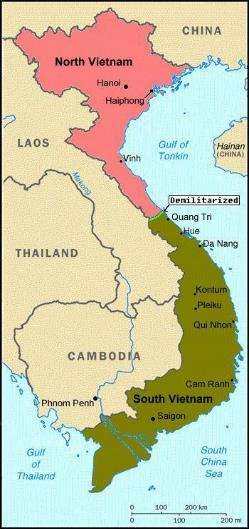 CHINA
North Vietnam
Hanoi
Haiphong
LAOS
Gulf of
Tonkin
Hainan
(CHINA)
Vinh
Mekong
Demilitarized
Quang Tri
Hue
Da Nang
THAILAND
Kontum
Pleiku
Qui Nhon
CAMBODIA
Cam Ranh
Phnom Penh
South Vietnam
Saigon
Gulf
of
Thailand
South
China
Sea
0 100 200 km
0 100 200 mi